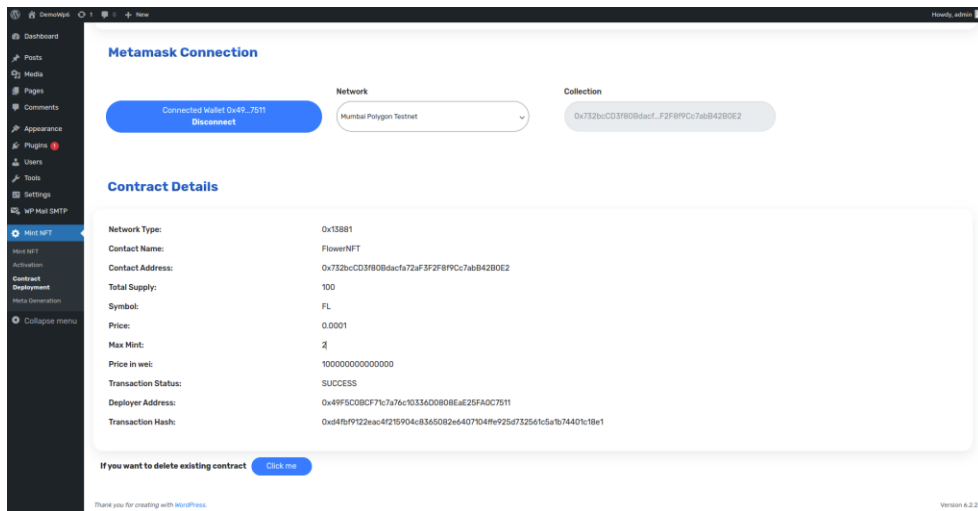 DemoWp6 1 0 + New Howdy, admin
Dashboard
Posts
Media
Pages
Comments
Appearance
Plugins 1
Users
Tools
Settings
WP Mail SMTP
Mint NFT
Mint NFT
Activation
Contract
Deployment
Meta Generation
Collapse menu
Metamask Connection
Network
Collection
Connected Wallet 0x49...7511
Disconnect
Mumbai Polygon Testnet
0x732bcCD3f80Bdacf...F2F8f9Cc7abB42B0E2
Contract Details
Network Type: 0x13881
Contact Name: FlowerNFT
Contact Address: 0x732bcCD3f80Bdacfa72aF3F2F8f9Cc7abB42B0E2
Total Supply: 100
Symbol: FL
Price: 0.0001
Max Mint: 2
Price in wei: 100000000000000
Transaction Status: SUCCESS
Deployer Address: 0x49F5C0BCF71c7a76c10336D0808EaE25FA0C7511
Transaction Hash: 0xd4fbf9122eac4f215904c8365082e6407104ffe925d732561c5a1b74401c18e1
If you want to delete existing contract Click me
Thank you for creating with WordPress. Version 6.2.2